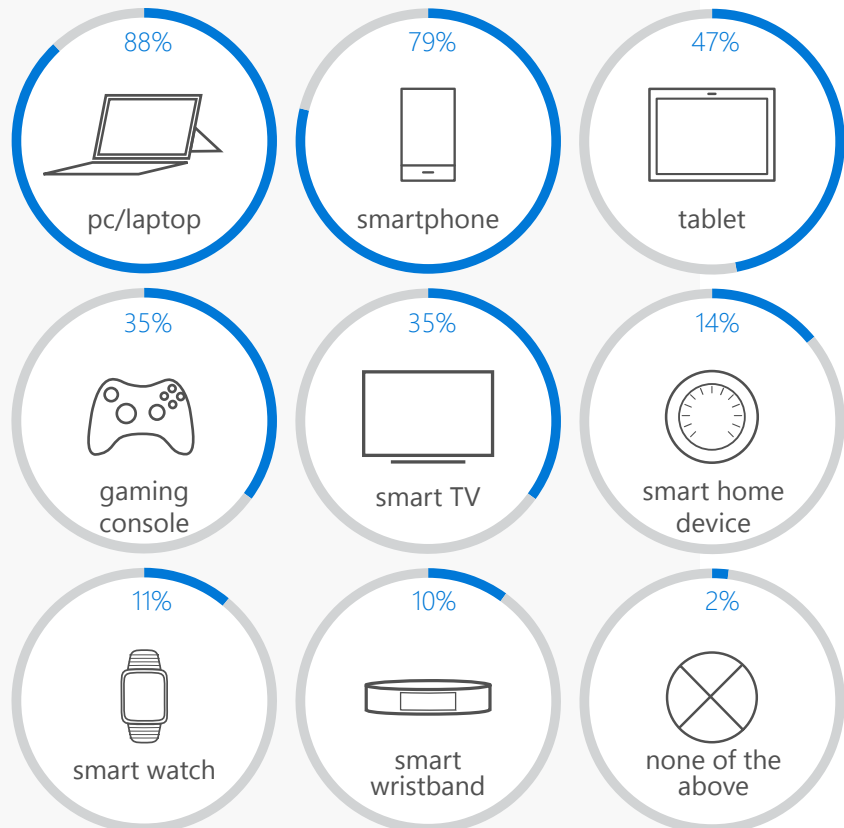 88%
pc/laptop
79%
smartphone
47%
tablet
35%
gaming
console
35%
smart TV
14%
smart home
device
11%
smart watch
10%
smart
wristband
2%
none of the
above